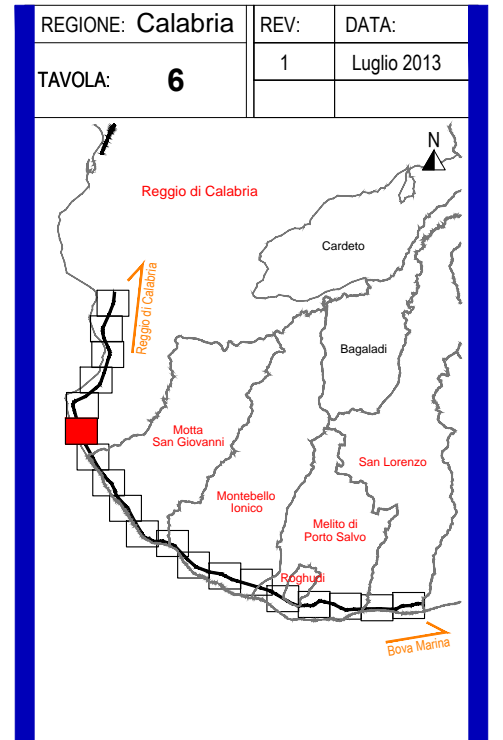 REGIONE: Calabria
REV:
DATA:
TAVOLA: 6
1
Luglio 2013
N
Reggio di Calabria
Cardeto
Reggio di Calabria
Bagaladi
Motta
San Giovanni
San Lorenzo
Montebello
Ionico
Melito di
Porto Salvo
Roghudi
Bova Marina